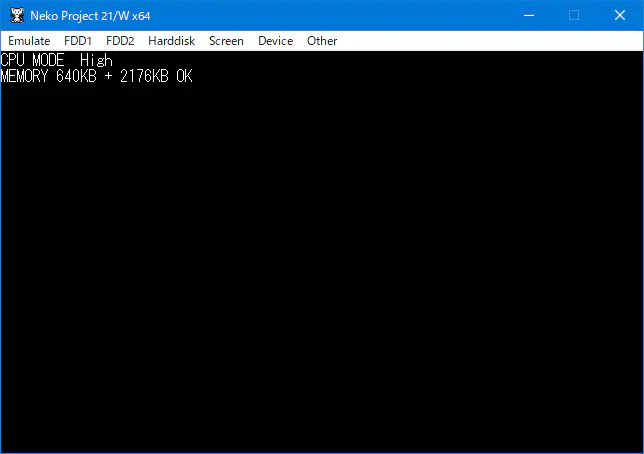 Neko Project 21/W x64
Emulate FDD1 FDD2 Harddisk Screen Device Other
CPU MODE  High
MEMORY 640KB + 2176KB OK